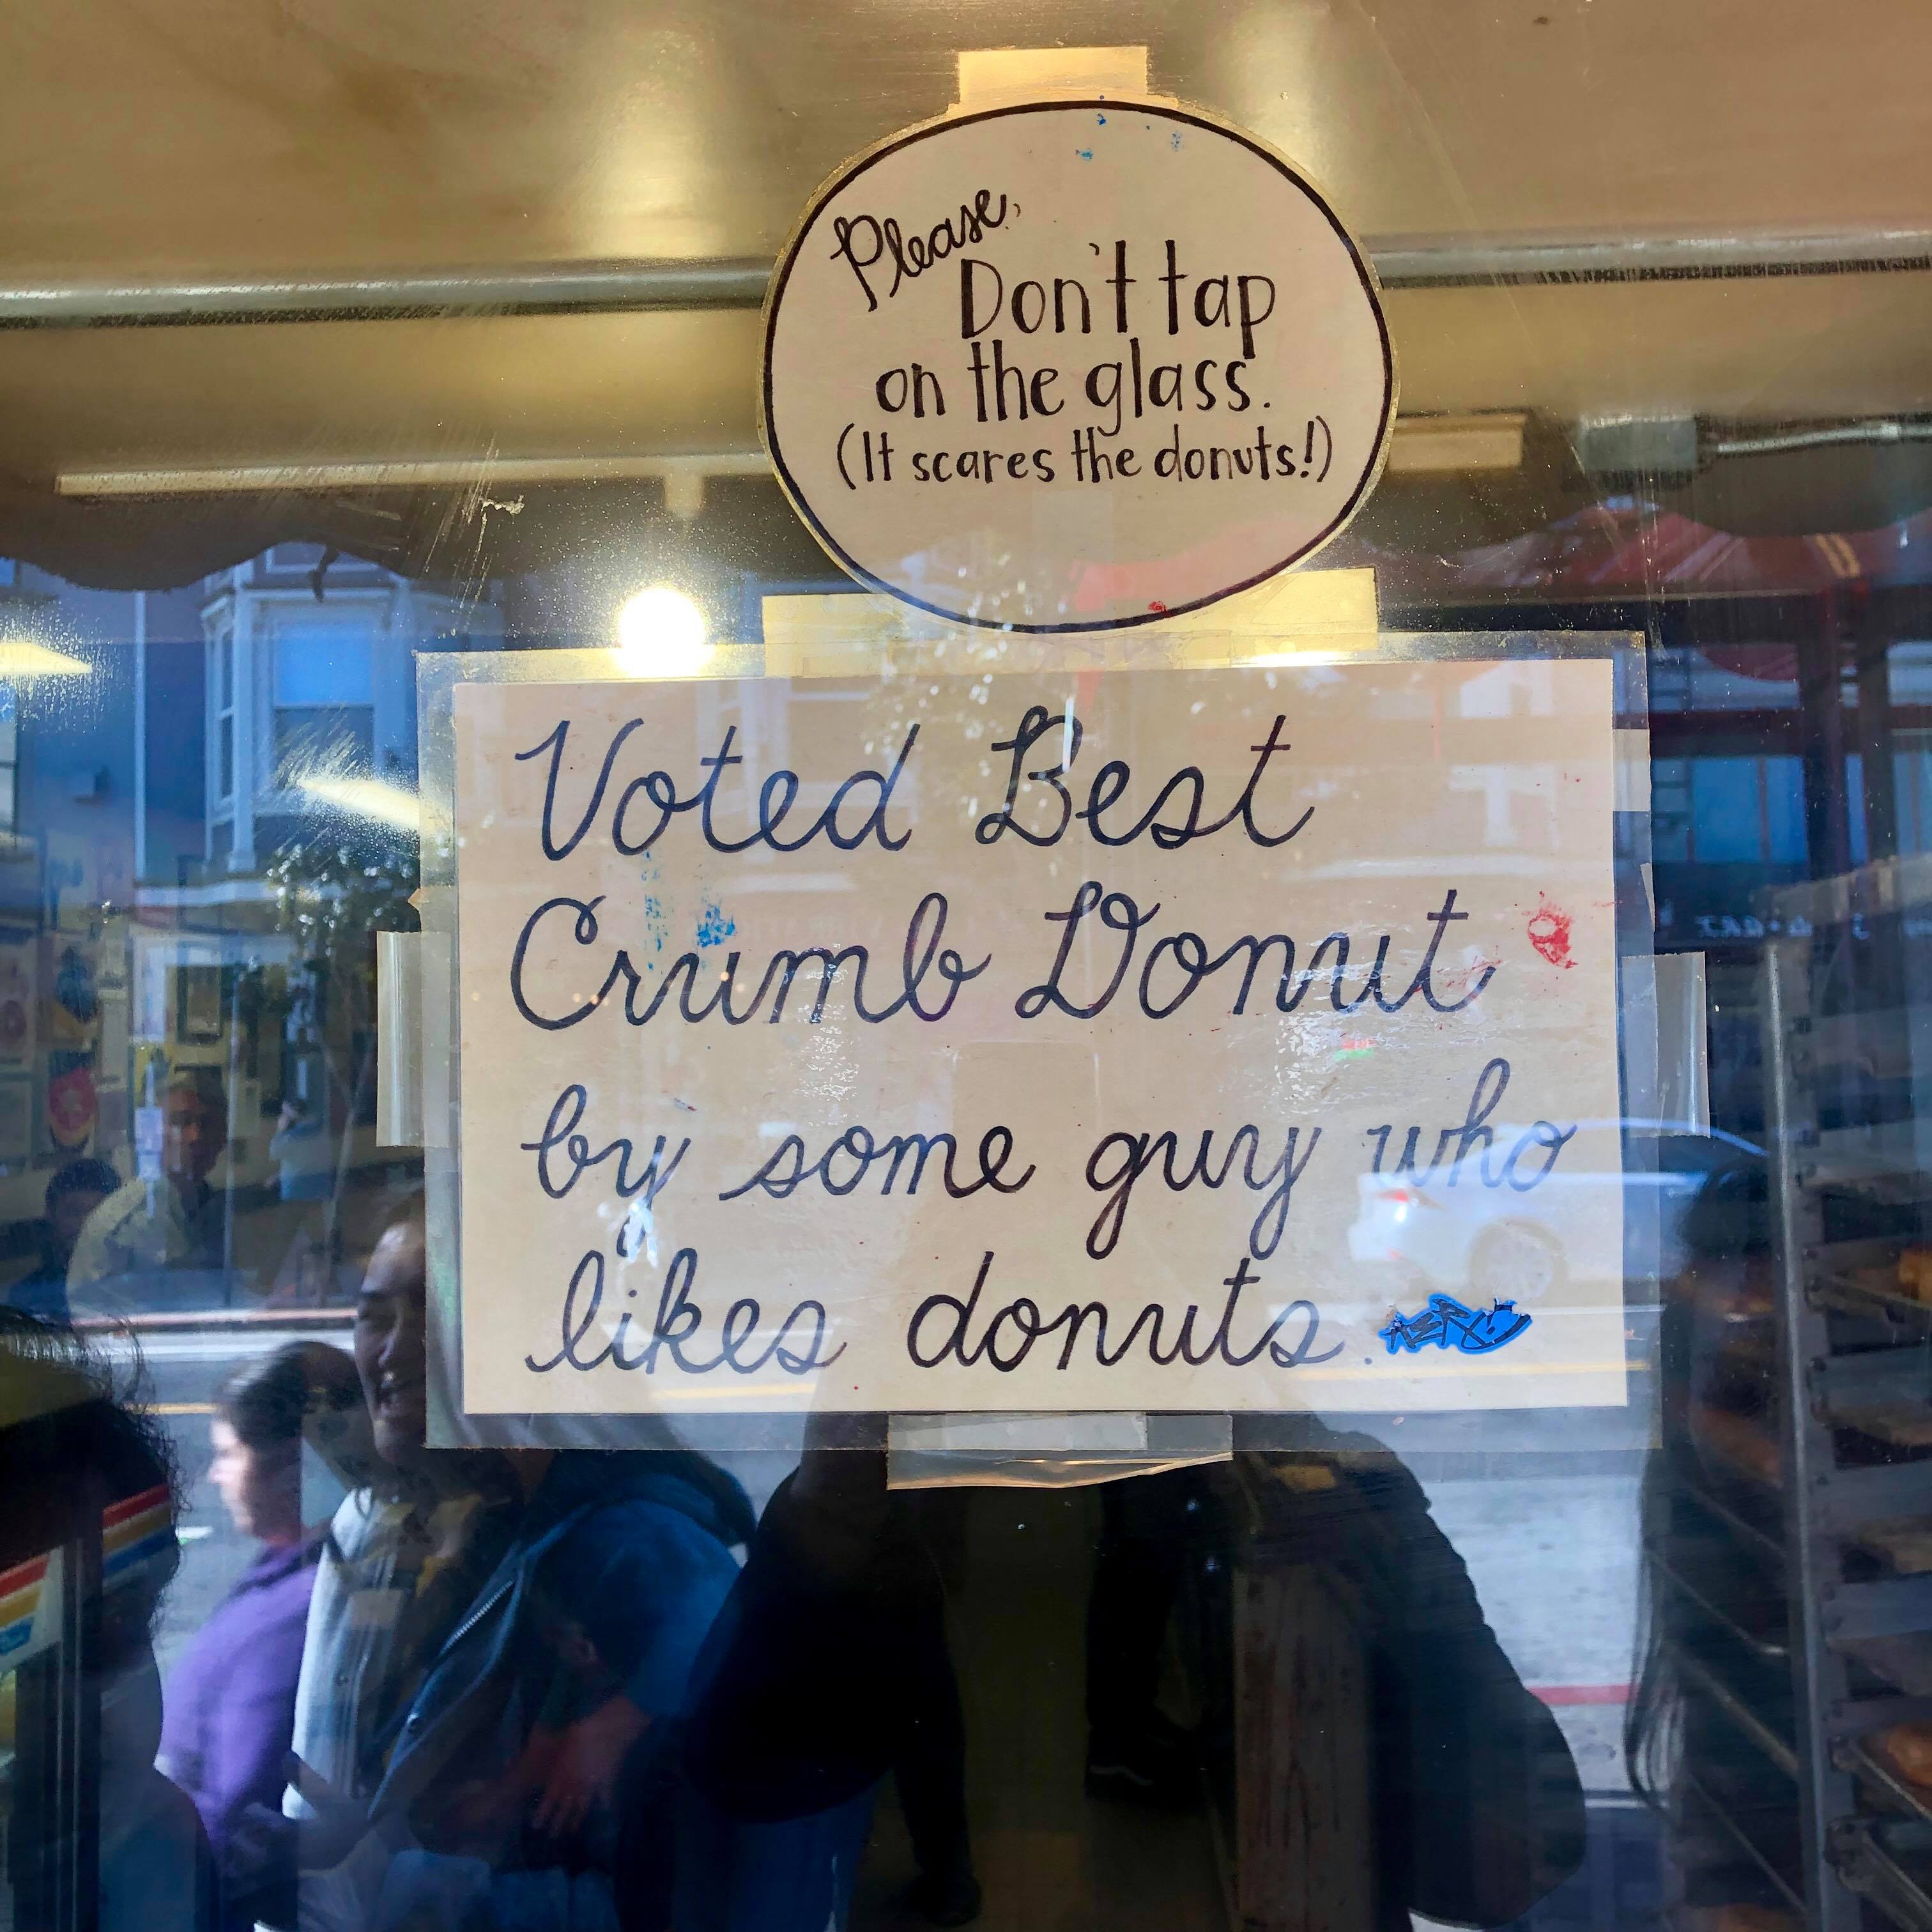 Please,
Don't tap
on the glass.
(It scares the donuts!)
Voted Best
Crumb Donut
by some guy who
likes donuts.